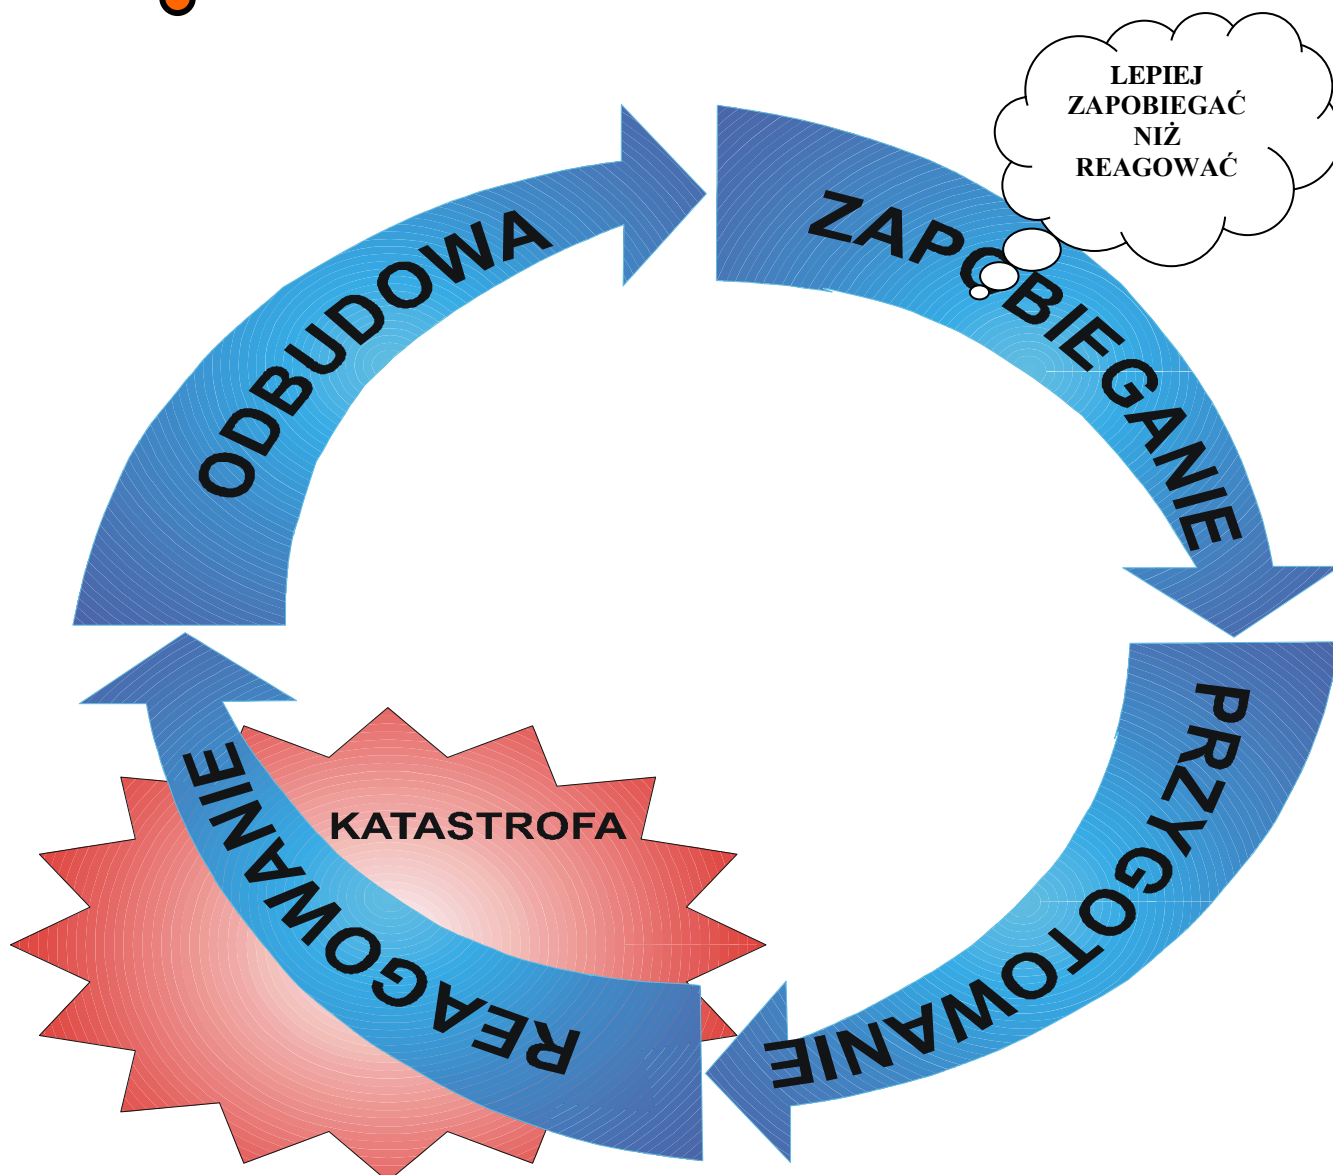 LEPIEJ
ZAPOBIEGAĆ
NIŻ
REAGOWAĆ
ODBUDOWA
ZAPOBIEGANIE
PRZYGOTOWANIE
REAGOWANIE
KATASTROFA